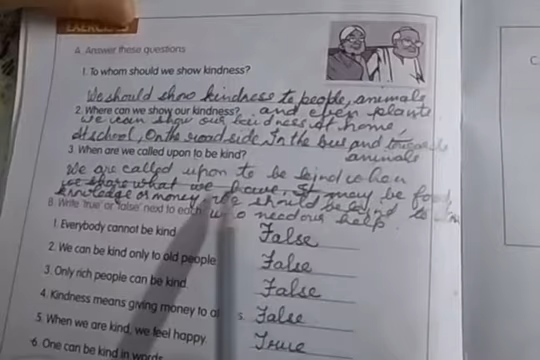 EXERCISES
A. Answer these questions
1. To whom should we show kindness?
We should show kindness to people, animals
and even plants
2. Where can we show our kindness?
We can show our kindness at home,
at school, On the road side, In the bus and towards
animals
3. When are we called upon to be kind?
We are called upon to be kind when
we share what we have. It may be food,
knowledge or money. We should be kind to
who need our help.
B. Write 'true' or 'false' next to each
1. Everybody cannot be kind. False
2. We can be kind only to old people False
3. Only rich people can be kind. False
4. Kindness means giving money to s. False
5. When we are kind, we feel happy. True
6. One can be kind in words